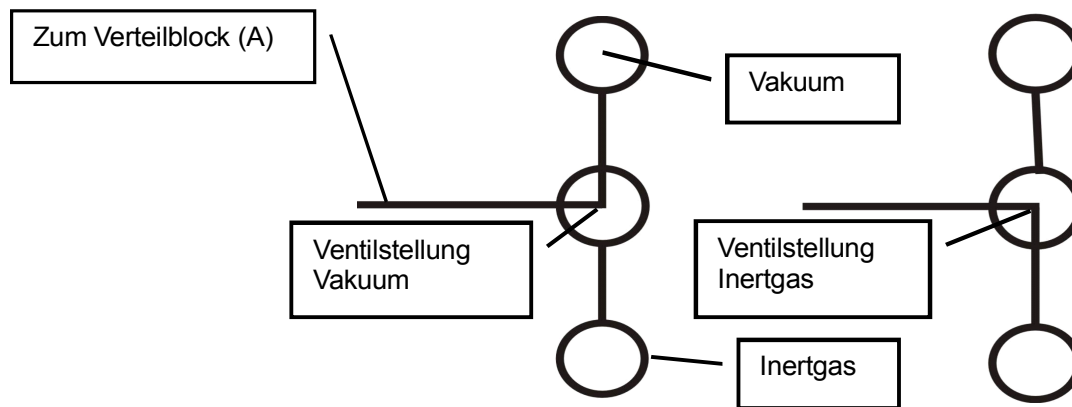 Zum Verteilblock (A)
Vakuum
Ventilstellung
Vakuum
Ventilstellung
Inertgas
Inertgas